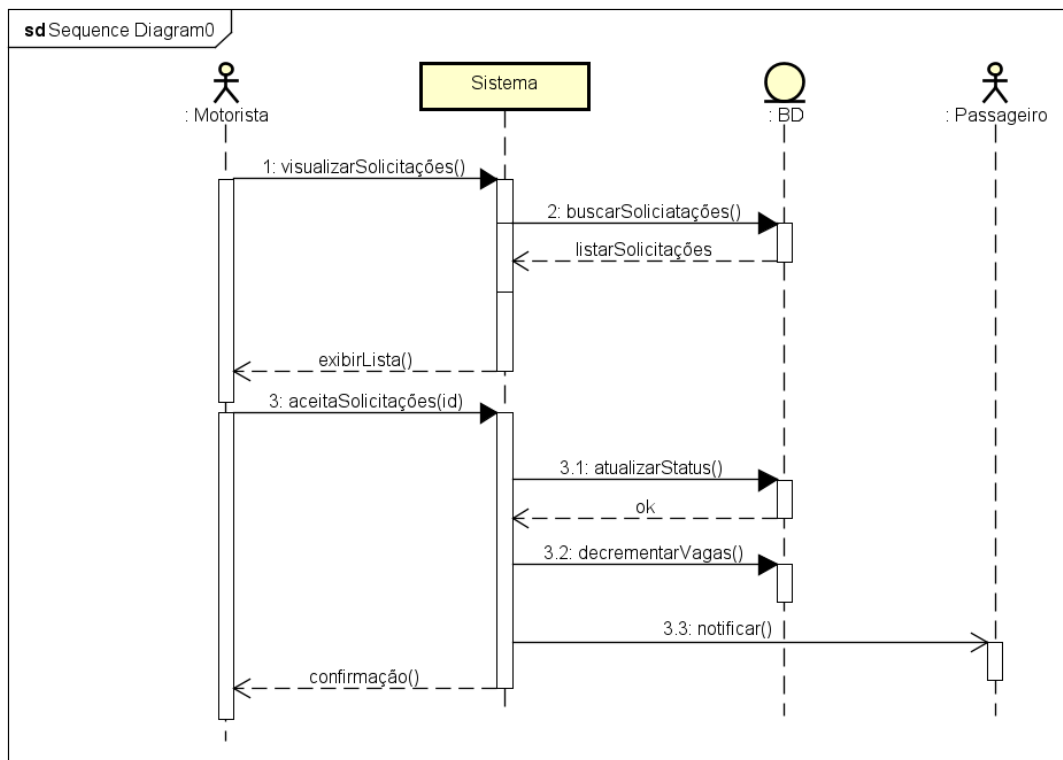 sd Sequence Diagram0
: Motorista
Sistema
: BD
: Passageiro
1: visualizarSolicitações()
2: buscarSoliciatações()
listarSolicitações
exibirLista()
3: aceitaSolicitações(id)
3.1: atualizarStatus()
ok
3.2: decrementarVagas()
3.3: notificar()
confirmação()